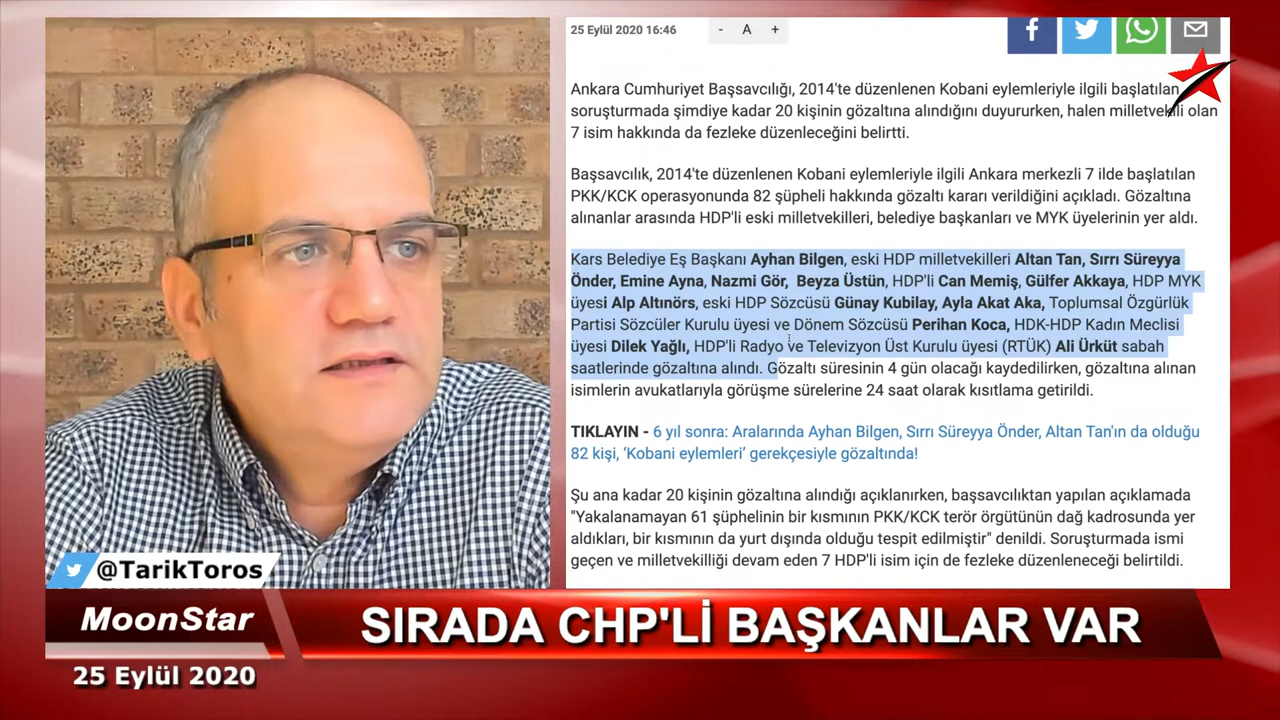 25 Eylül 2020 16:46
- A +
Ankara Cumhuriyet Başsavcılığı, 2014'te düzenlenen Kobani eylemleriyle ilgili başlatılan
soruşturmada şimdiye kadar 20 kişinin gözaltına alındığını duyururken, halen milletvekili olan
7 isim hakkında da fezleke düzenleceğini belirtti.
Başsavcılık, 2014'te düzenlenen Kobani eylemleriyle ilgili Ankara merkezli 7 ilde başlatılan
PKK/KCK operasyonunda 82 şüpheli hakkında gözaltı kararı verildiğini açıkladı. Gözaltına
alınanlar arasında HDP'li eski milletvekilleri, belediye başkanları ve MYK üyelerinin yer aldı.
Kars Belediye Eş Başkanı Ayhan Bilgen, eski HDP milletvekilleri Altan Tan, Sırrı Süreyya
Önder, Emine Ayna, Nazmi Gör, Beyza Üstün, HDP'li Can Memiş, Gülfer Akkaya, HDP MYK
üyesi Alp Altınörs, eski HDP Sözcüsü Günay Kubilay, Ayla Akat Aka, Toplumsal Özgürlük
Partisi Sözcüler Kurulu üyesi ve Dönem Sözcüsü Perihan Koca, HDK-HDP Kadın Meclisi
üyesi Dilek Yağlı, HDP'li Radyo ve Televizyon Üst Kurulu üyesi (RTÜK) Ali Ürküt sabah
saatlerinde gözaltına alındı. Gözaltı süresinin 4 gün olacağı kaydedilirken, gözaltına alınan
isimlerin avukatlarıyla görüşme sürelerine 24 saat olarak kısıtlama getirildi.
TIKLAYIN - 6 yıl sonra: Aralarında Ayhan Bilgen, Sırrı Süreyya Önder, Altan Tan'ın da olduğu
82 kişi, ‘Kobani eylemleri’ gerekçesiyle gözaltında!
Şu ana kadar 20 kişinin gözaltına alındığı açıklanırken, başsavcılıktan yapılan açıklamada
"Yakalanamayan 61 şüphelinin bir kısmının PKK/KCK terör örgütünün dağ kadrosunda yer
aldıkları, bir kısmının da yurt dışında olduğu tespit edilmiştir" denildi. Soruşturmada ismi
geçen ve milletvekilliği devam eden 7 HDP'li isim için de fezleke düzenleneceği belirtildi.
@TarikToros
MoonStar
SIRADA CHP'Lİ BAŞKANLAR VAR
25 Eylül 2020